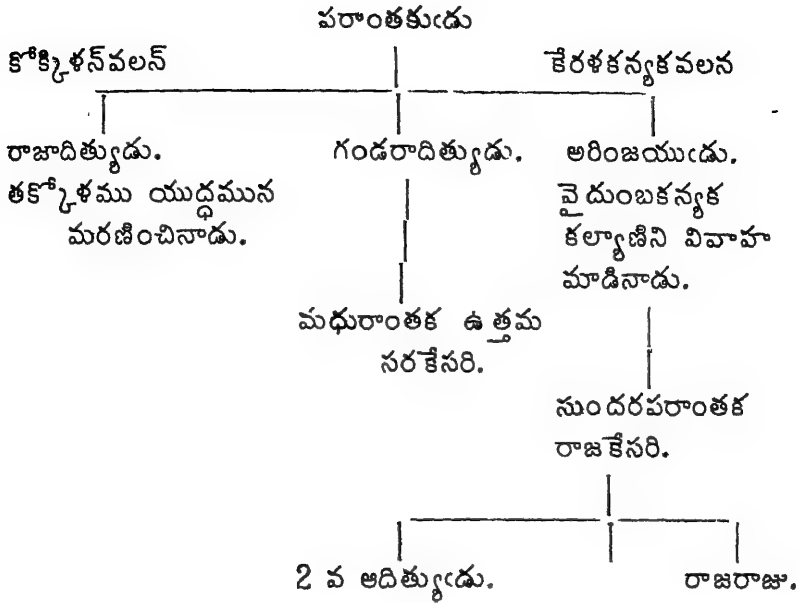 పరాంతకుఁడు
కోక్కిళన్‌వలన్ కేరళకన్యకవలన
రాజాదిత్యుడు. గండరాదిత్యుడు. అరింజయుఁడు.
తక్కోళము యుద్ధమున వైదుంబకన్యక
మరణించినాడు. కల్యాణిని వివాహ
మాడినాడు.
మధురాంతక ఉత్తమ
సరకేసరి.
సుందరపరాంతక
రాజకేసరి.
2 వ ఆదిత్యుఁడు. రాజరాజు.